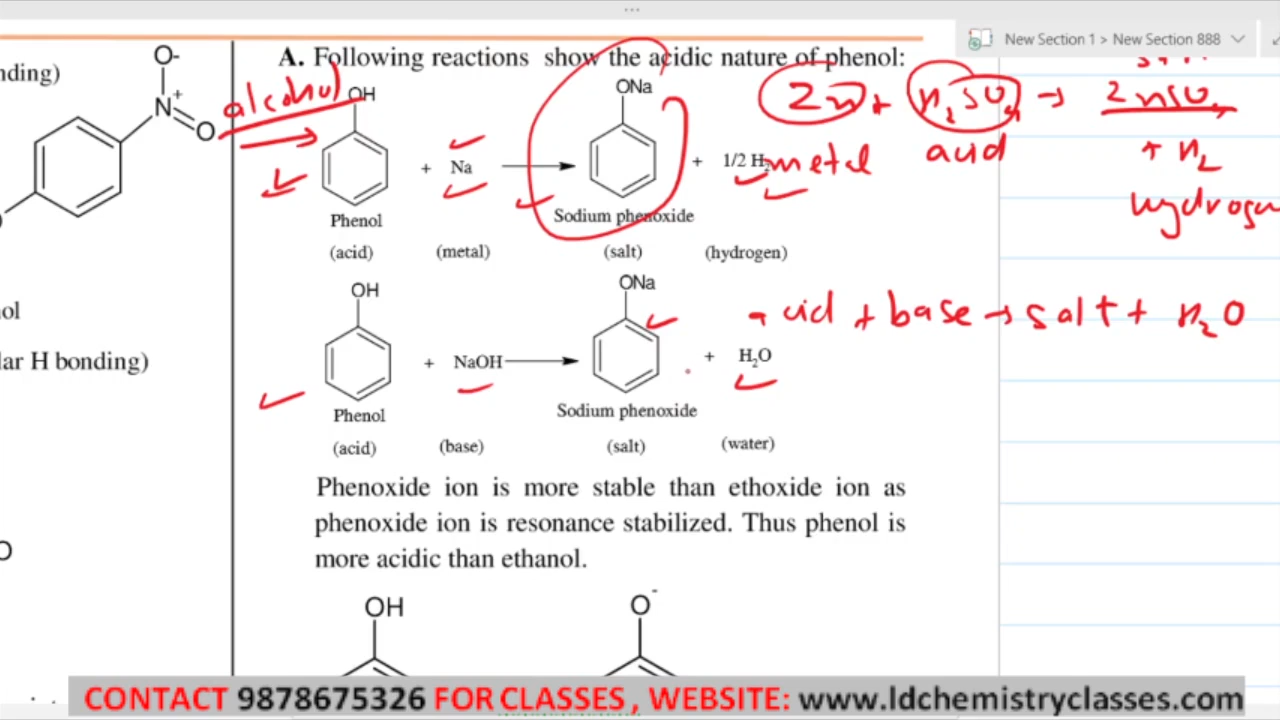 New Section 1 > New Section 888
nding)
O-
N+
O
ol
lar H bonding)
O
A. Following reactions show the acidic nature of phenol:
alcohol
OH
+ Na
ONa
+ 1/2 H2
Phenol
Sodium phenoxide
(acid) (metal) (salt) (hydrogen)
Zn + H2SO4 → ZnSO4
metal acid + H2
hydrogen
OH
+ NaOH
ONa
+ H2O
Phenol
Sodium phenoxide
(acid) (base) (salt) (water)
acid + base → salt + H2O
Phenoxide ion is more stable than ethoxide ion as
phenoxide ion is resonance stabilized. Thus phenol is
more acidic than ethanol.
OH
O-
CONTACT 9878675326 FOR CLASSES , WEBSITE: www.ldchemistryclasses.com